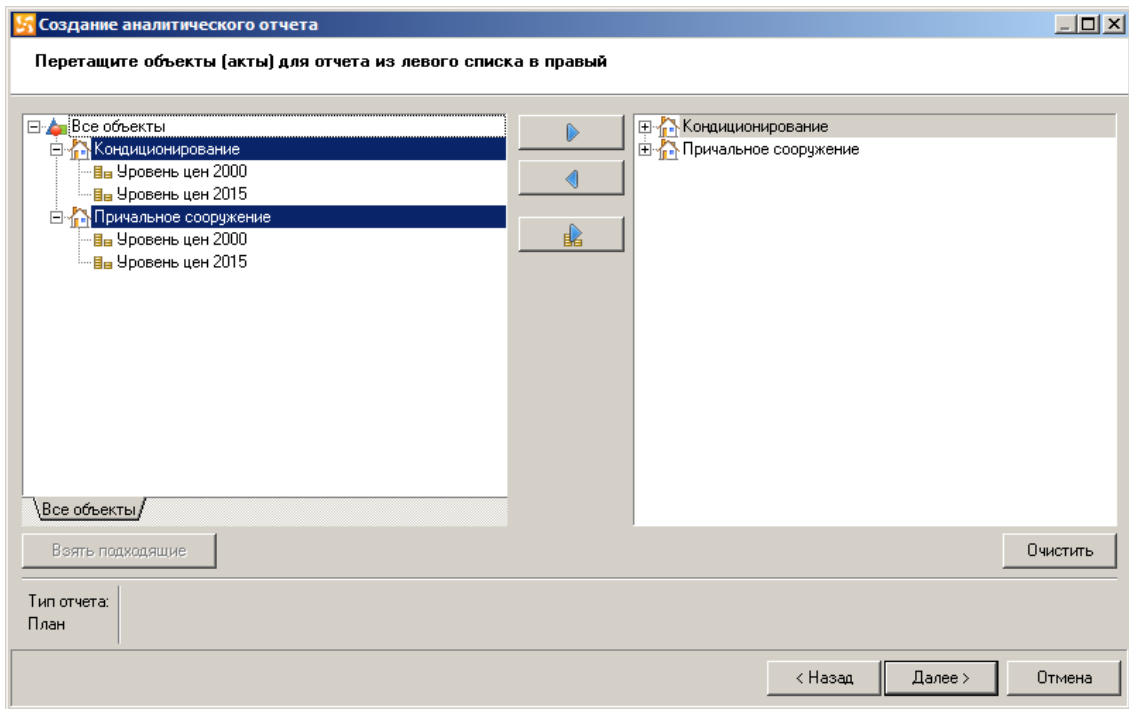 Создание аналитического отчета
Перетащите объекты (акты) для отчета из левого списка в правый
Все объекты
Кондиционирование
Уровень цен 2000
Уровень цен 2015
Причальное сооружение
Уровень цен 2000
Уровень цен 2015
Все объекты
Кондиционирование
Причальное сооружение
Взять подходящие
Очистить
Тип отчета:
План
< Назад
Далее >
Отмена